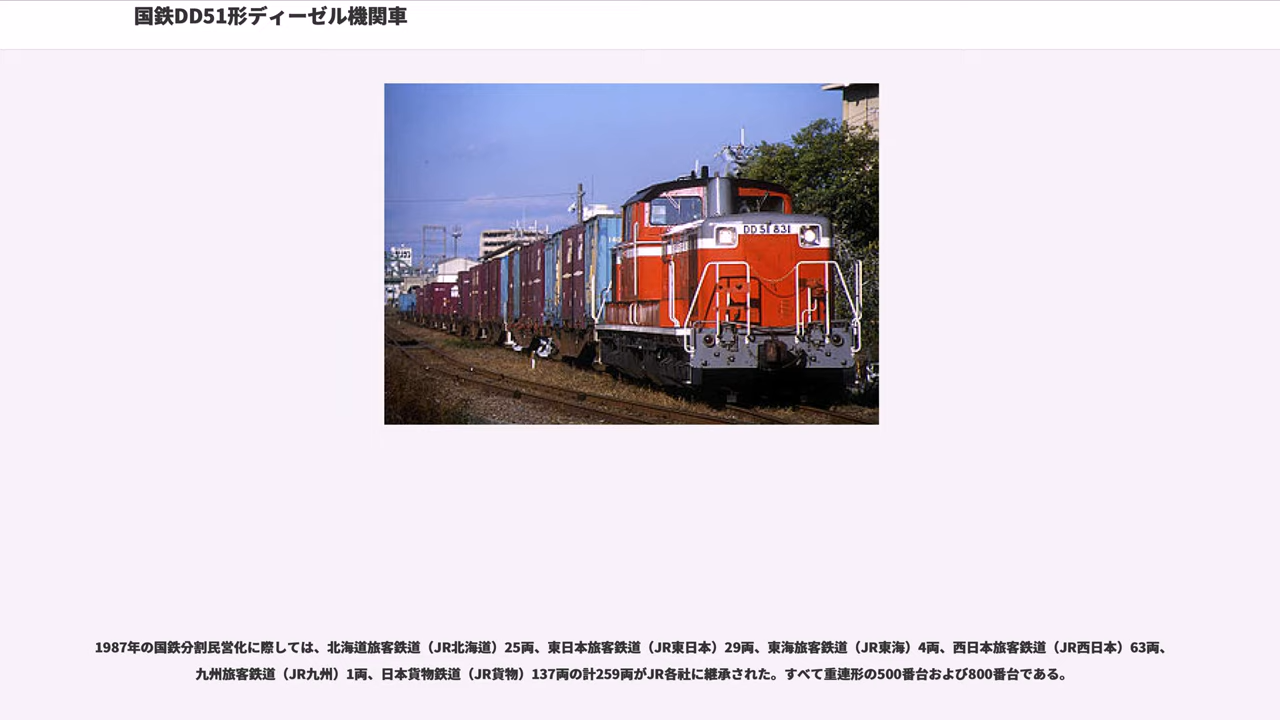 国鉄DD51形ディーゼル機関車
DD51 831
1987年の国鉄分割民営化に際しては、北海道旅客鉄道（JR北海道）25両、東日本旅客鉄道（JR東日本）29両、東海旅客鉄道（JR東海）4両、西日本旅客鉄道（JR西日本）63両、
九州旅客鉄道（JR九州）1両、日本貨物鉄道（JR貨物）137両の計259両がJR各社に継承された。すべて重連形の500番台および800番台である。